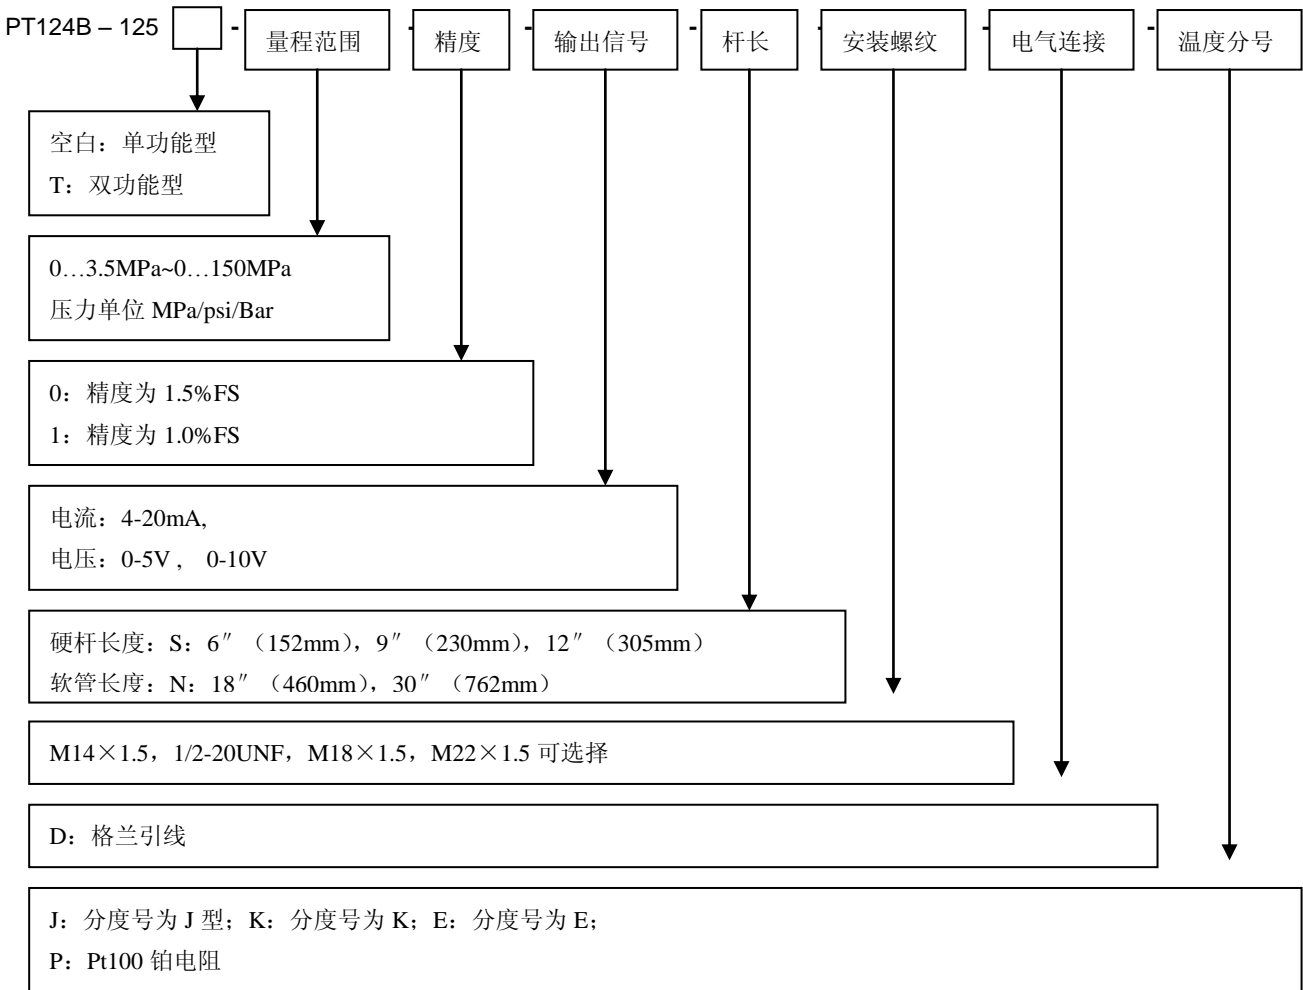 PT124B – 125 - 量程范围 - 精度 - 输出信号 - 杆长 - 安装螺纹 - 电气连接 - 温度分号
空白：单功能型
T：双功能型
0…3.5MPa~0…150MPa
压力单位 MPa/psi/Bar
0：精度为 1.5%FS
1：精度为 1.0%FS
电流：4-20mA,
电压：0-5V , 0-10V
硬杆长度：S：6″（152mm），9″（230mm），12″（305mm）
软管长度：N：18″（460mm），30″（762mm）
M14×1.5，1/2-20UNF，M18×1.5，M22×1.5 可选择
D：格兰引线
J：分度号为 J 型；K：分度号为 K；E：分度号为 E；
P：Pt100 铂电阻